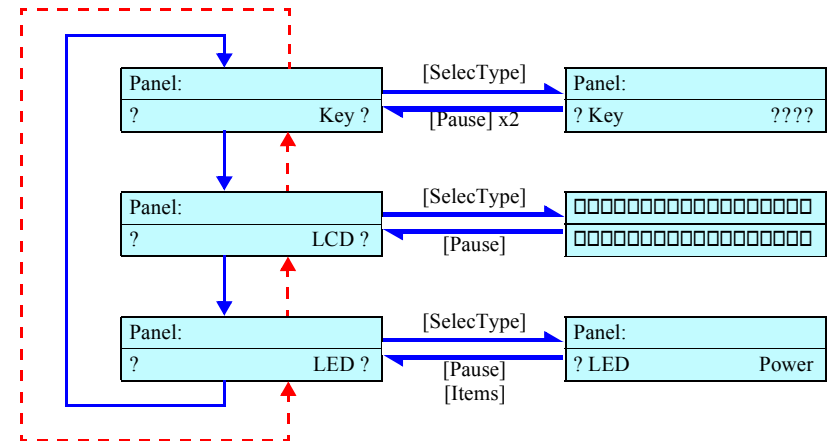 Panel:
? Key ?
[SelecType]
[Pause] x2
Panel:
? Key ????
Panel:
? LCD ?
[SelecType]
[Pause]
□□□□□□□□□□□□□□□□□□
□□□□□□□□□□□□□□□□□□
Panel:
? LED ?
[SelecType]
[Pause]
[Items]
Panel:
? LED Power